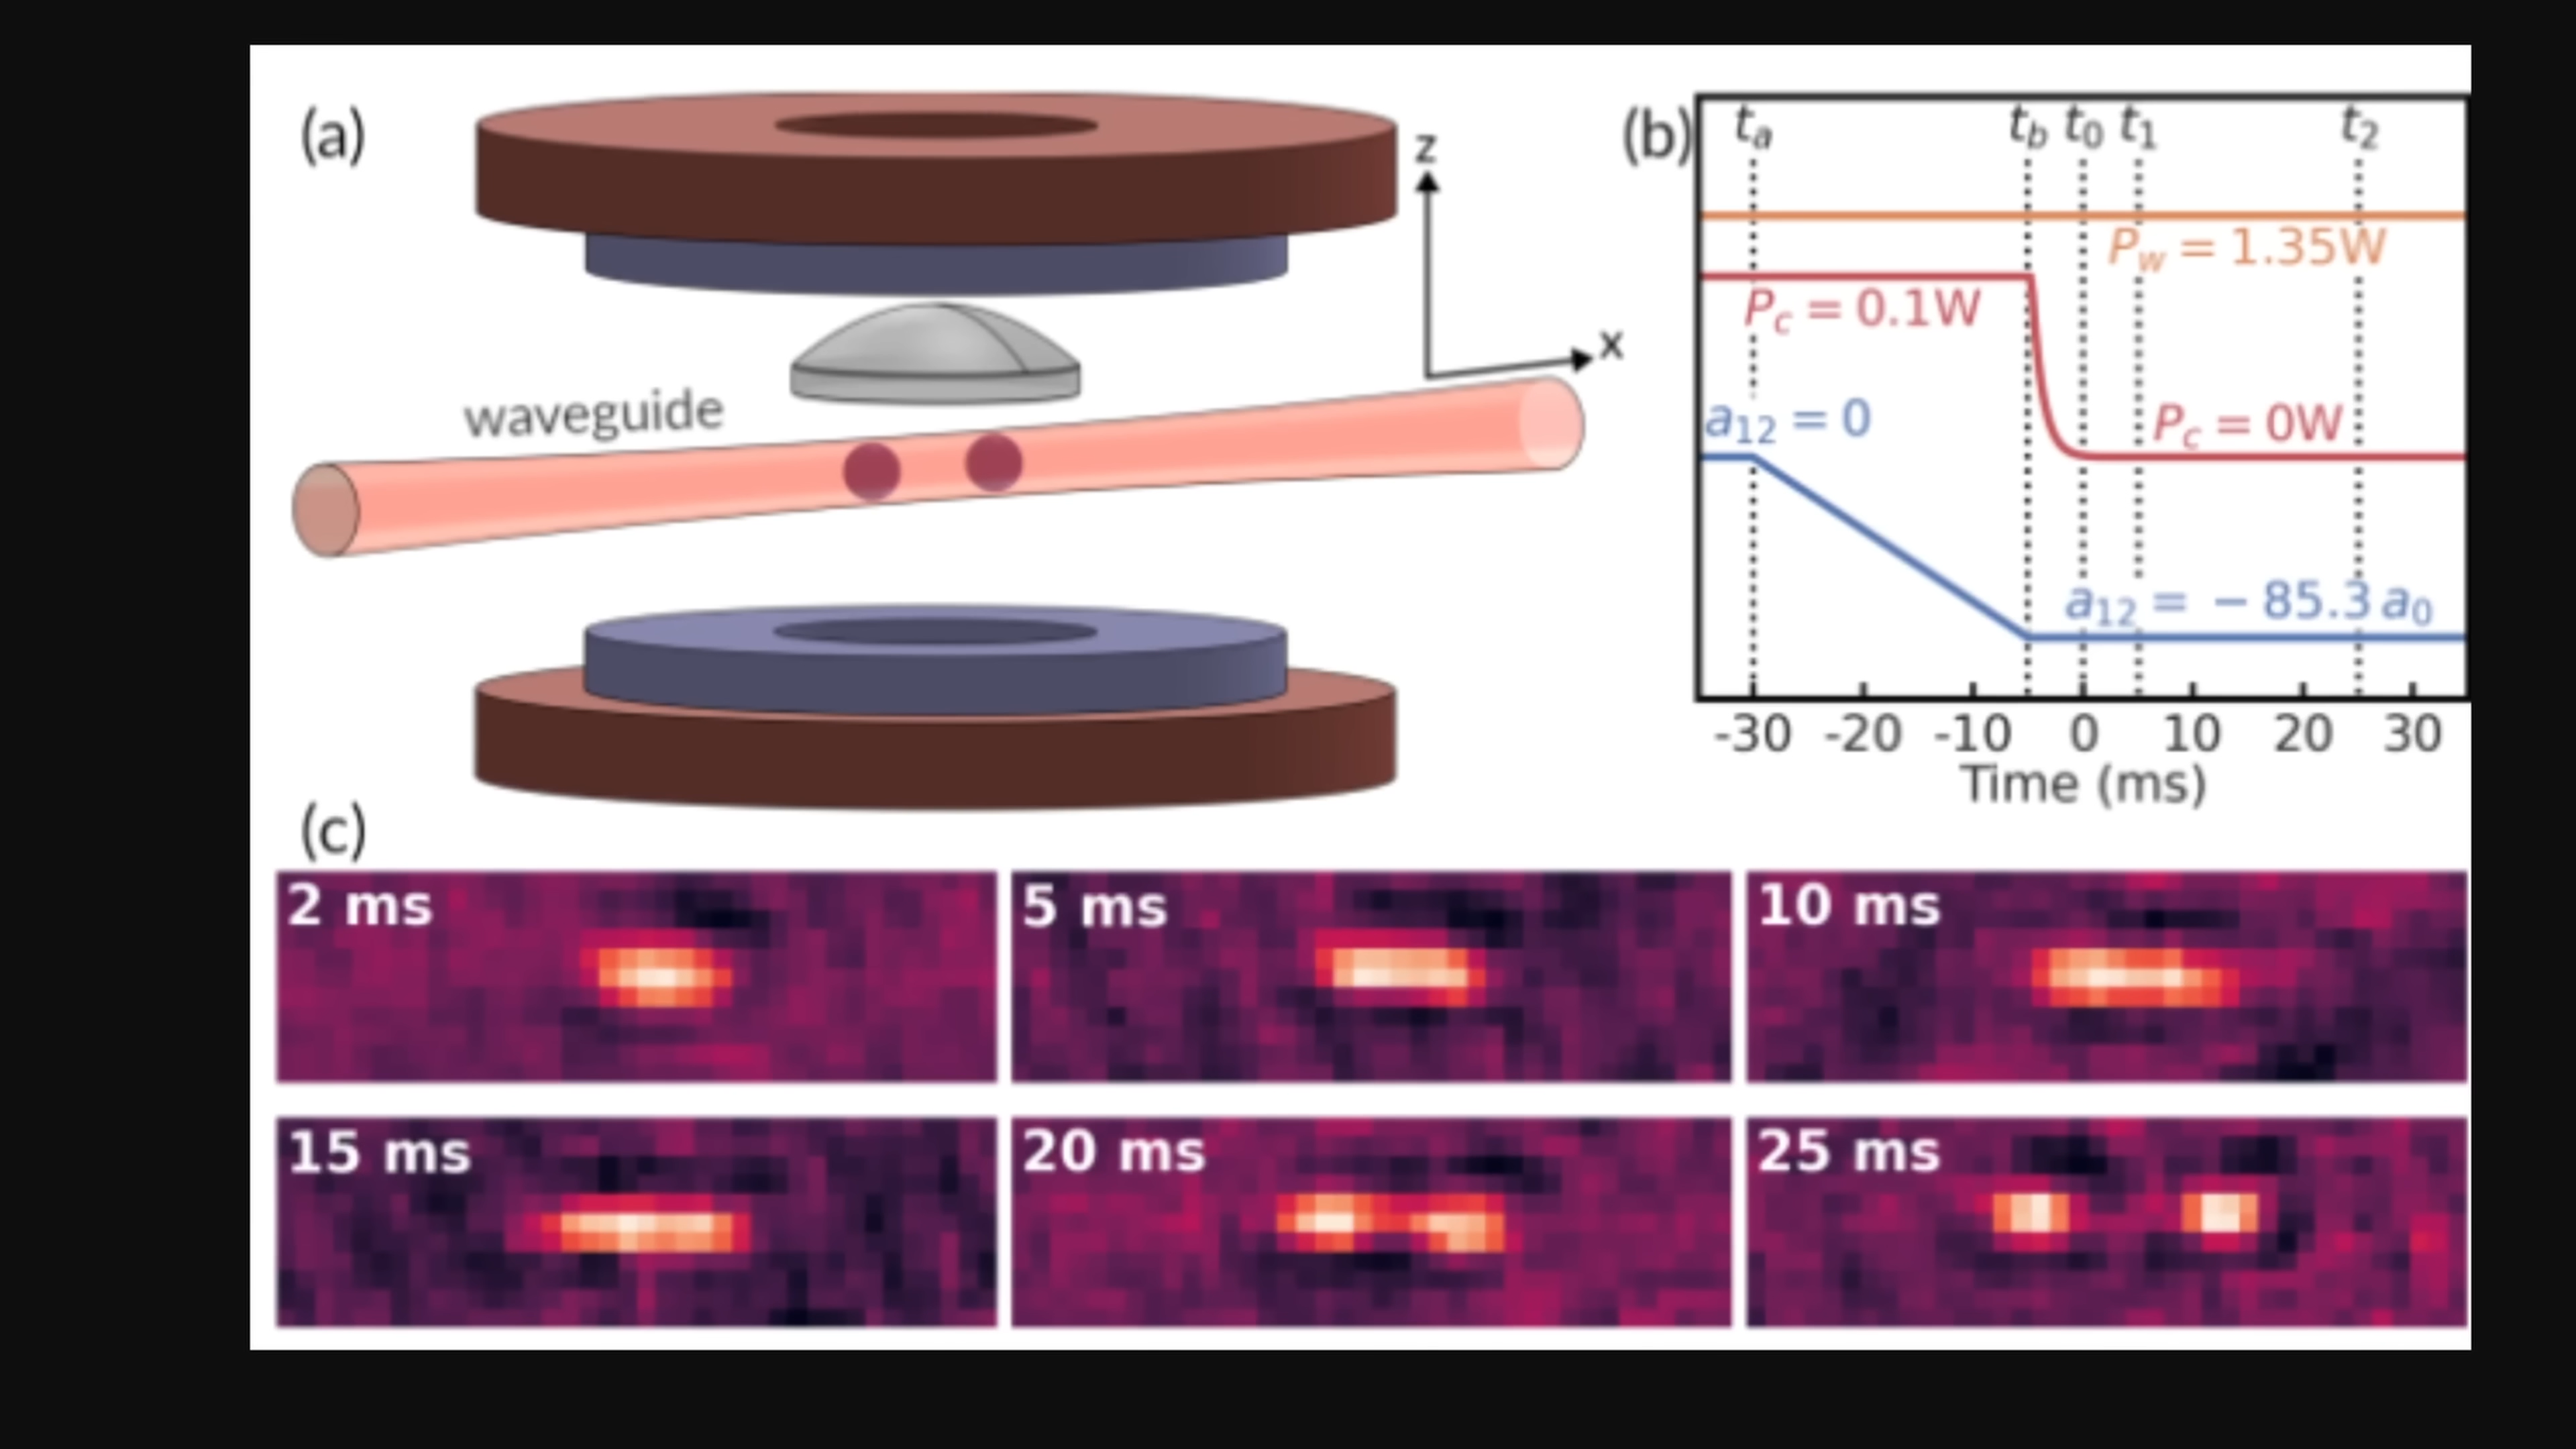 (a)
z
x
waveguide
(b)
t_a t_b t_0 t_1 t_2
P_w = 1.35W
P_c = 0.1W
a_12 = 0
P_c = 0W
a_12 = − 85.3 a_0
-30 -20 -10 0 10 20 30
Time (ms)
(c)
2 ms
5 ms
10 ms
15 ms
20 ms
25 ms